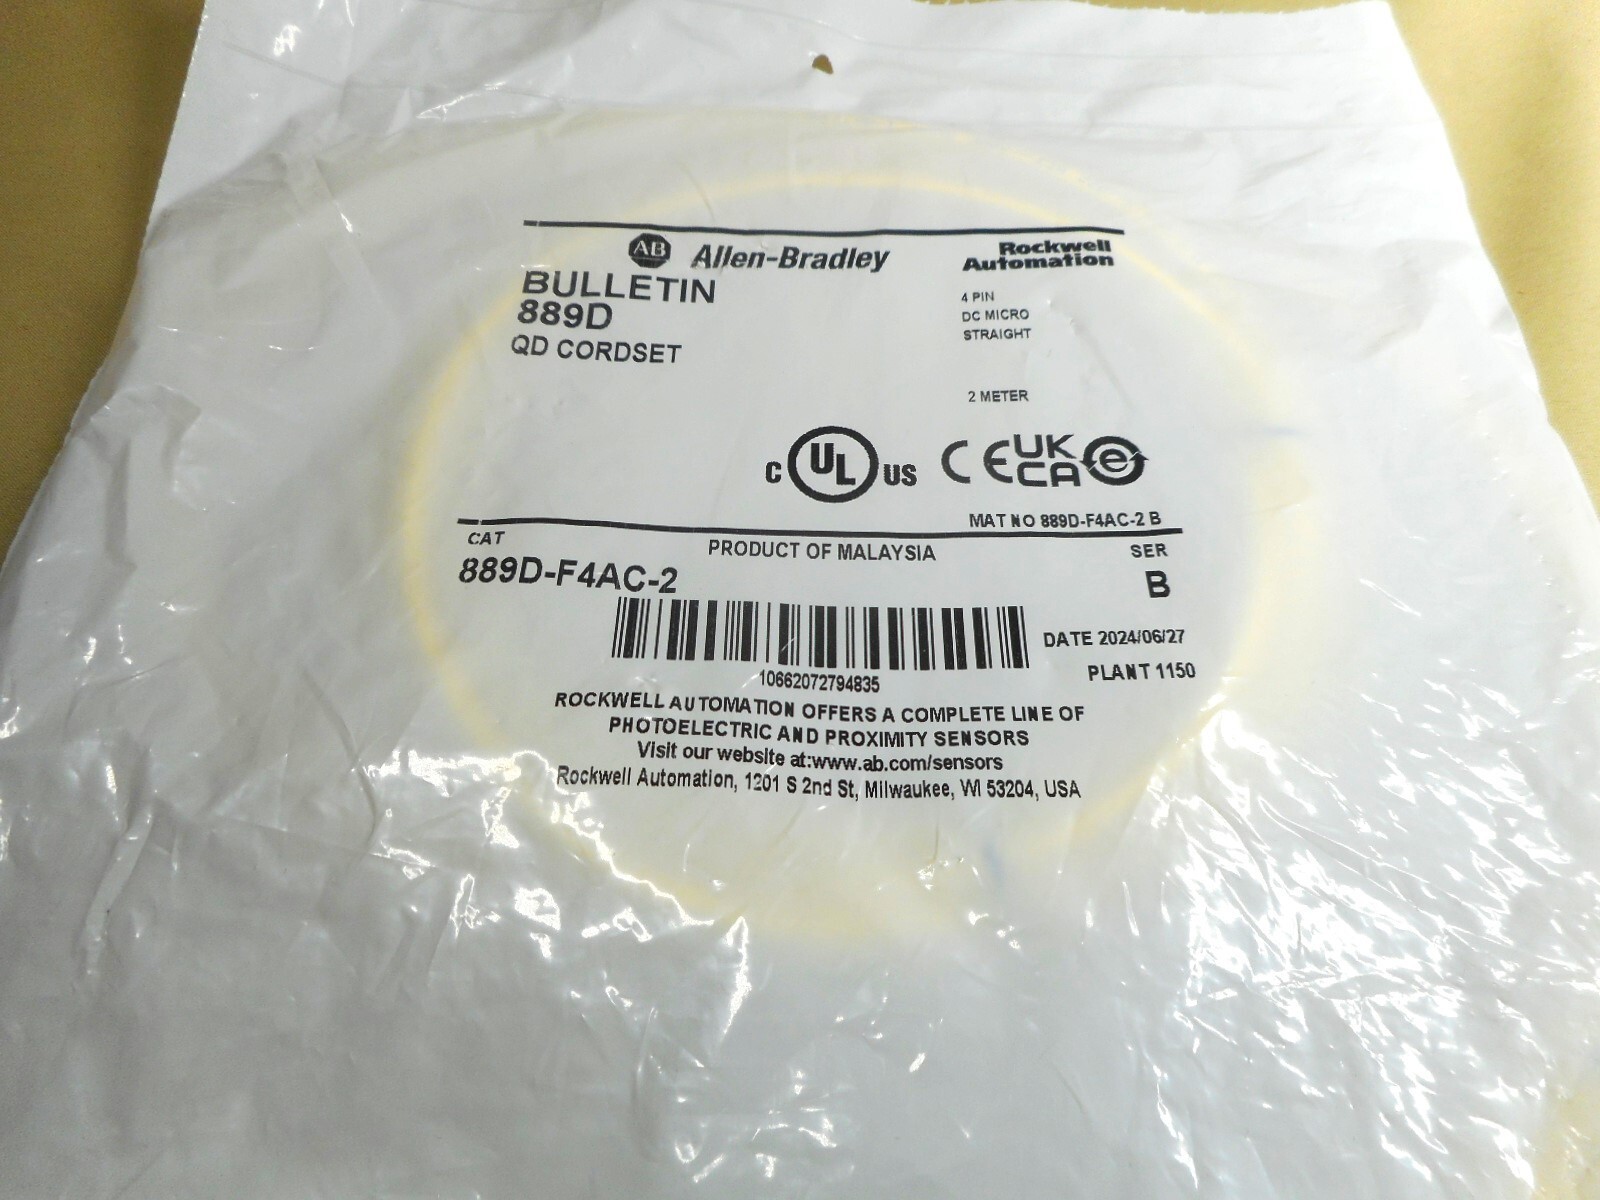 AB Allen-Bradley
Rockwell
Automation
BULLETIN
889D
QD CORDSET
4 PIN
DC MICRO
STRAIGHT
2 METER
C UL US CE UK CA e
MAT NO 889D-F4AC-2 B
CAT
PRODUCT OF MALAYSIA
SER
889D-F4AC-2
B
DATE 2024/06/27
PLANT 1150
10662072794835
ROCKWELL AUTOMATION OFFERS A COMPLETE LINE OF
PHOTOELECTRIC AND PROXIMITY SENSORS
Visit our website at:www.ab.com/sensors
Rockwell Automation, 1201 S 2nd St, Milwaukee, WI 53204, USA